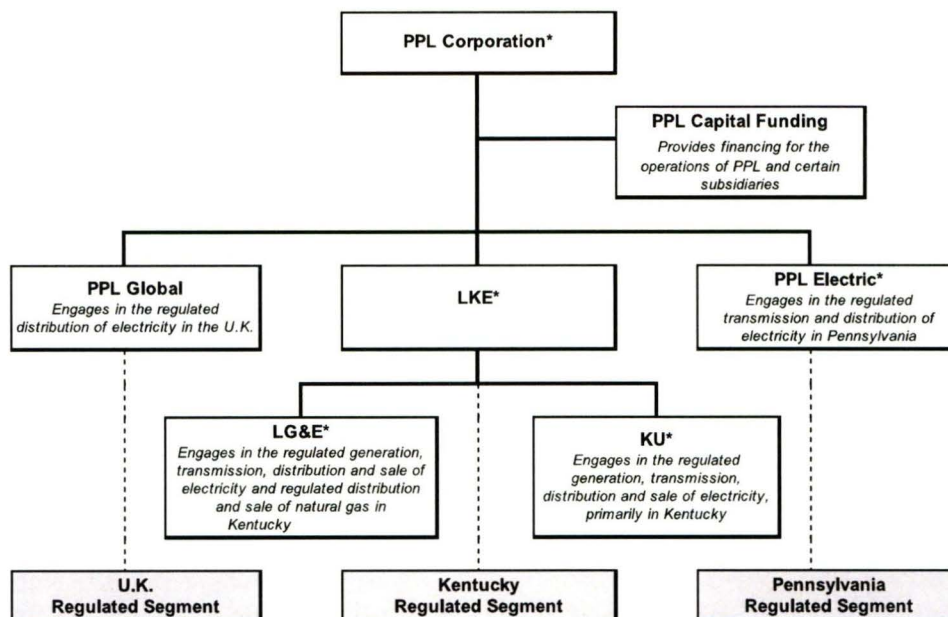 PPL Corporation*
PPL Capital Funding
Provides financing for the
operations of PPL and certain
subsidiaries
PPL Global
Engages in the regulated
distribution of electricity in the U.K.
LKE*
PPL Electric*
Engages in the regulated
transmission and distribution of
electricity in Pennsylvania
LG&E*
Engages in the regulated generation,
transmission, distribution and sale of
electricity and regulated distribution
and sale of natural gas in
Kentucky
KU*
Engages in the regulated
generation, transmission,
distribution and sale of electricity,
primarily in Kentucky
U.K.
Regulated Segment
Kentucky
Regulated Segment
Pennsylvania
Regulated Segment